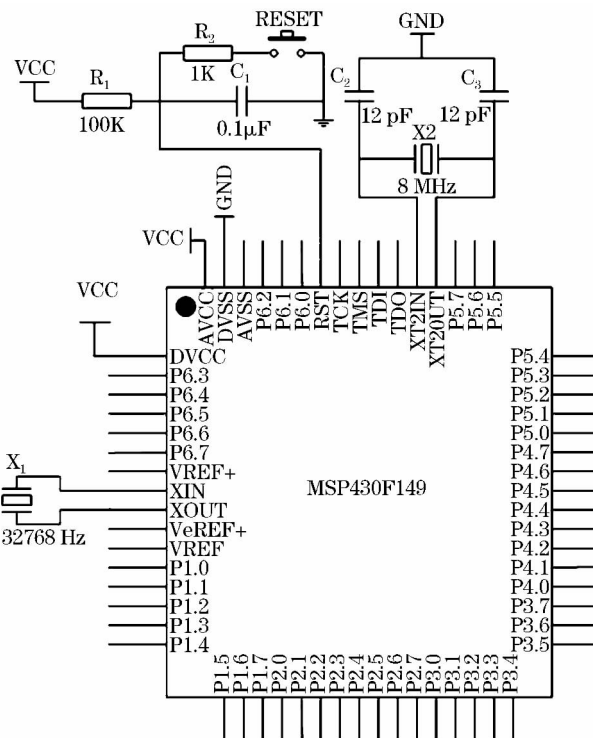 RESET
GND
R2
1K
VCC
R1
100K
C1
0.1μF
C2
12 pF
C3
12 pF
X2
8 MHz
GND
VCC
VCC
AVCC
DVSS
AVSS
P6.2
P6.1
P6.0
RST
TCK
TMS
TDI
TDO
XT2IN
XT20UT
P5.7
P5.6
P5.5
DVCC
P6.3
P6.4
P6.5
P6.6
P6.7
VREF+
XIN
XOUT
VeREF+
VREF
P1.0
P1.1
P1.2
P1.3
P1.4
X1
32768 Hz
MSP430F149
P5.4
P5.3
P5.2
P5.1
P5.0
P4.7
P4.6
P4.5
P4.4
P4.3
P4.2
P4.1
P4.0
P3.7
P3.6
P3.5
P1.5
P1.6
P1.7
P2.0
P2.1
P2.2
P2.3
P2.4
P2.5
P2.6
P2.7
P3.0
P3.1
P3.2
P3.3
P3.4